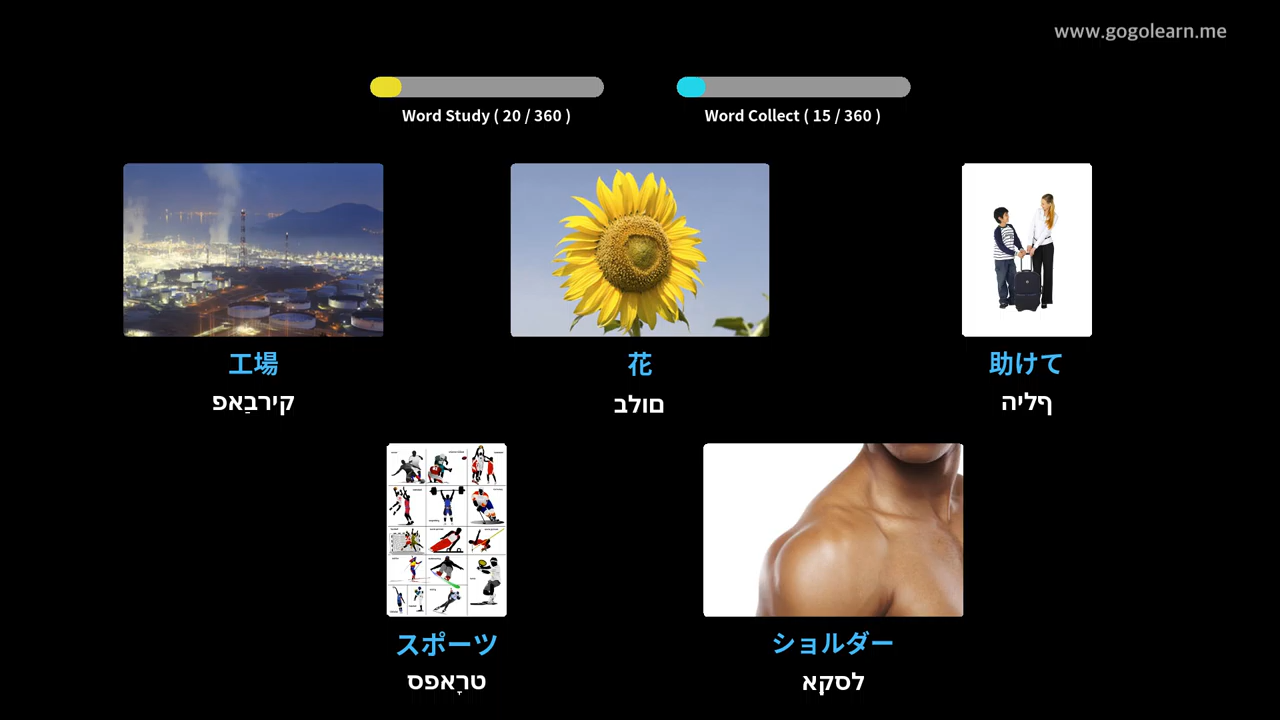 www.gogolearn.me
Word Study ( 20 / 360 )
Word Collect ( 15 / 360 )
工場
קירבַאפ
花
םולב
助けて
ףליה
スポーツ
טרָאפס
ショルダー
לסקא